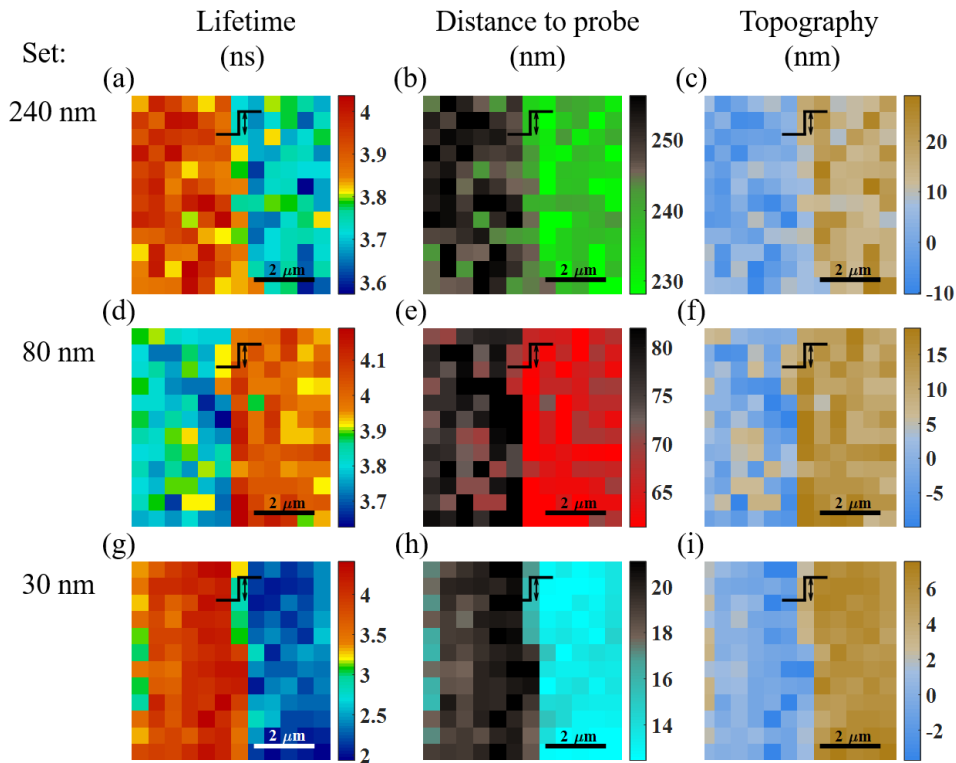 Lifetime Distance to probe Topography
Set: (ns) (nm) (nm)
(a) (b) (c)
240 nm
4 3.9 3.8 3.7 3.6
250 240 230
20 10 0 -10
2 μm 2 μm 2 μm
(d) (e) (f)
80 nm
4.1 4 3.9 3.8 3.7
80 75 70 65
15 10 5 0 -5
2 μm 2 μm 2 μm
(g) (h) (i)
30 nm
4 3.5 3 2.5 2
20 18 16 14
6 4 2 0 -2
2 μm 2 μm 2 μm